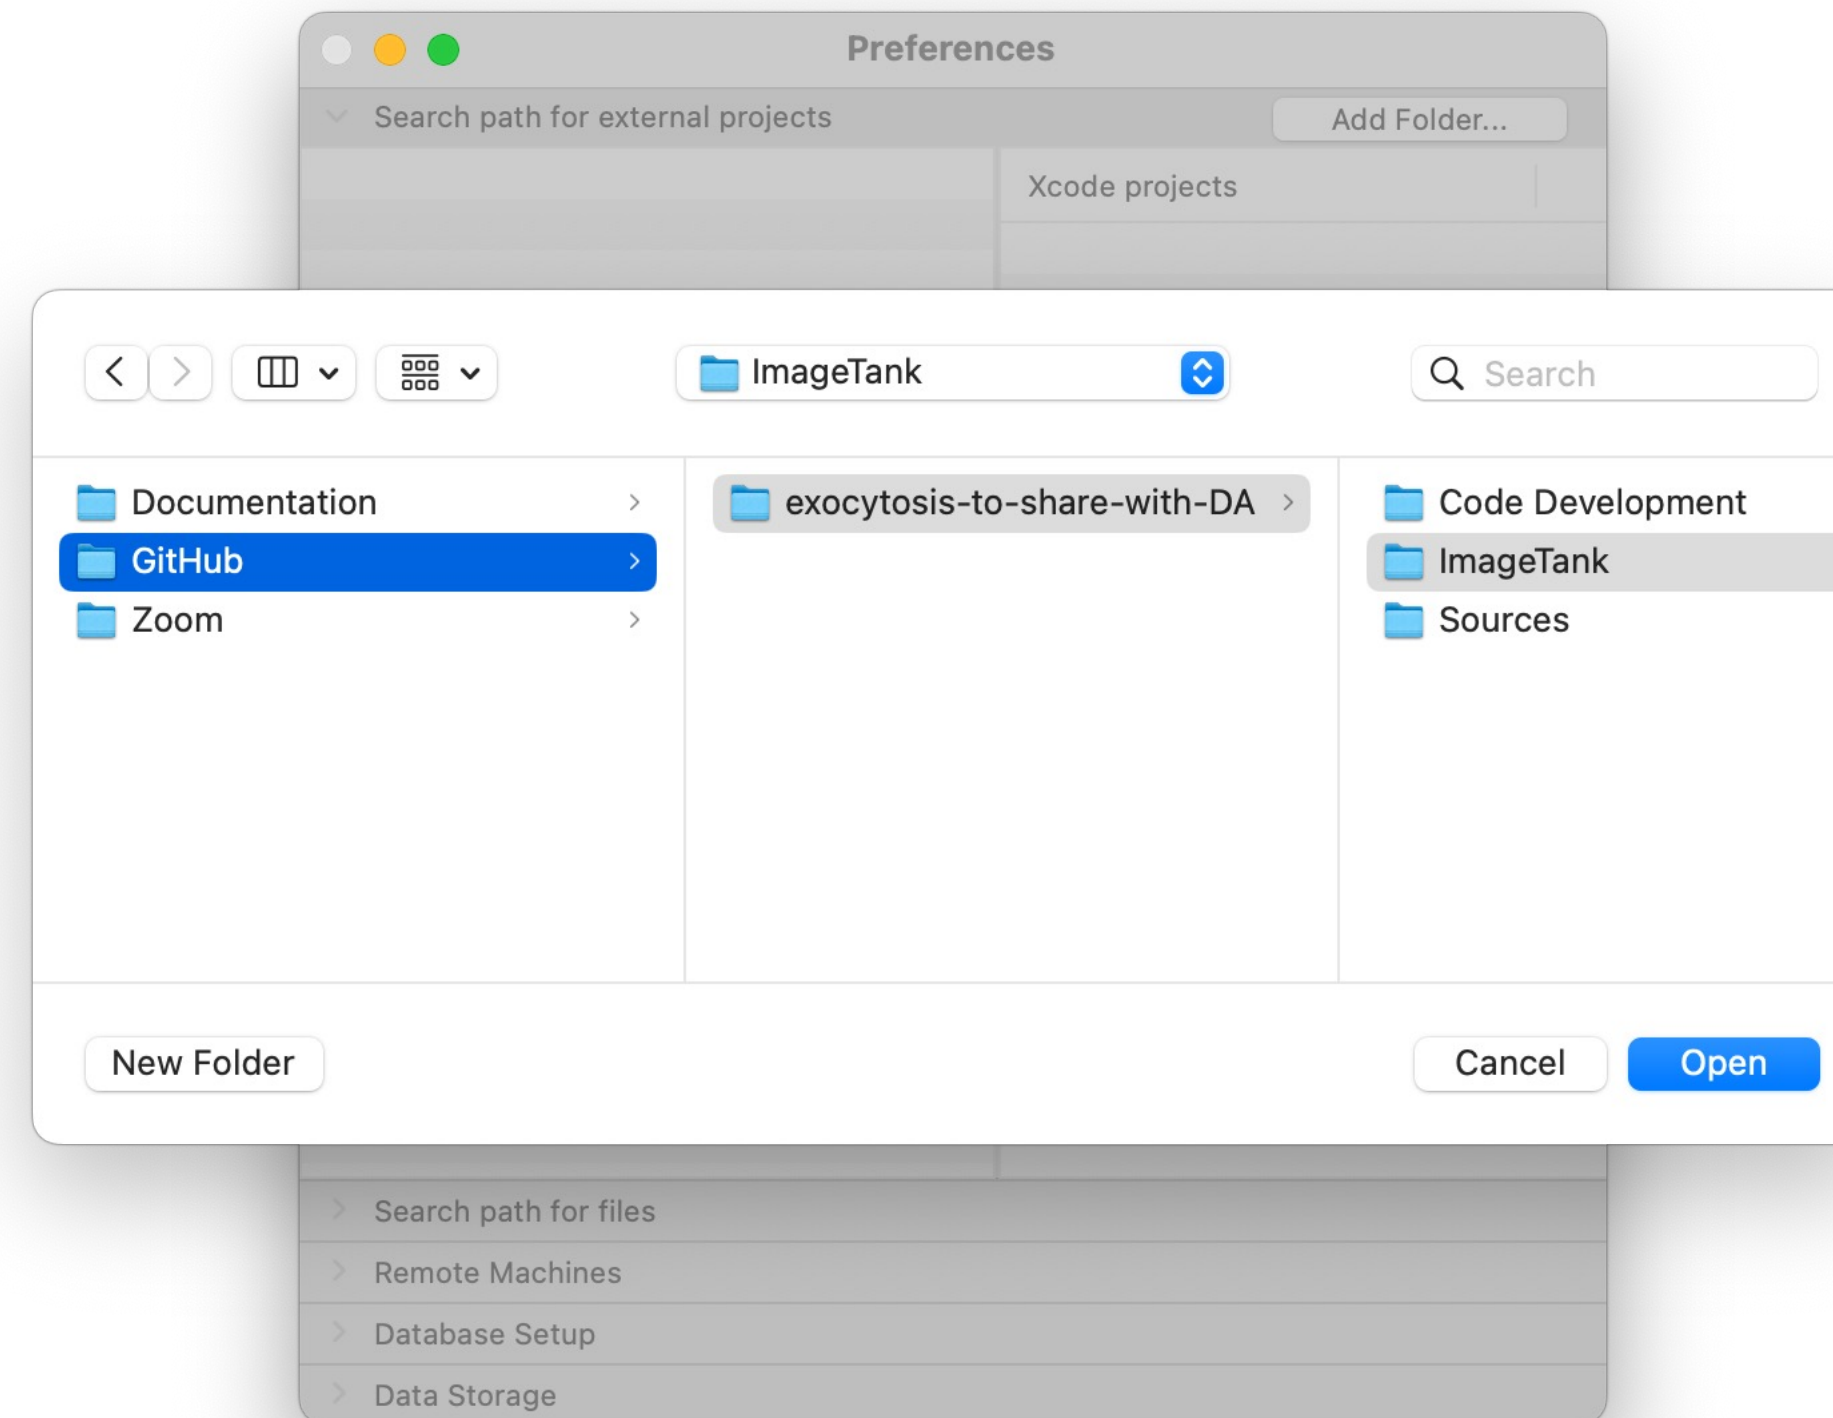 Preferences
Search path for external projects
Add Folder...
Xcode projects
ImageTank
Search
Documentation
GitHub
Zoom
exocytosis-to-share-with-DA
Code Development
ImageTank
Sources
New Folder
Cancel
Open
Search path for files
Remote Machines
Database Setup
Data Storage